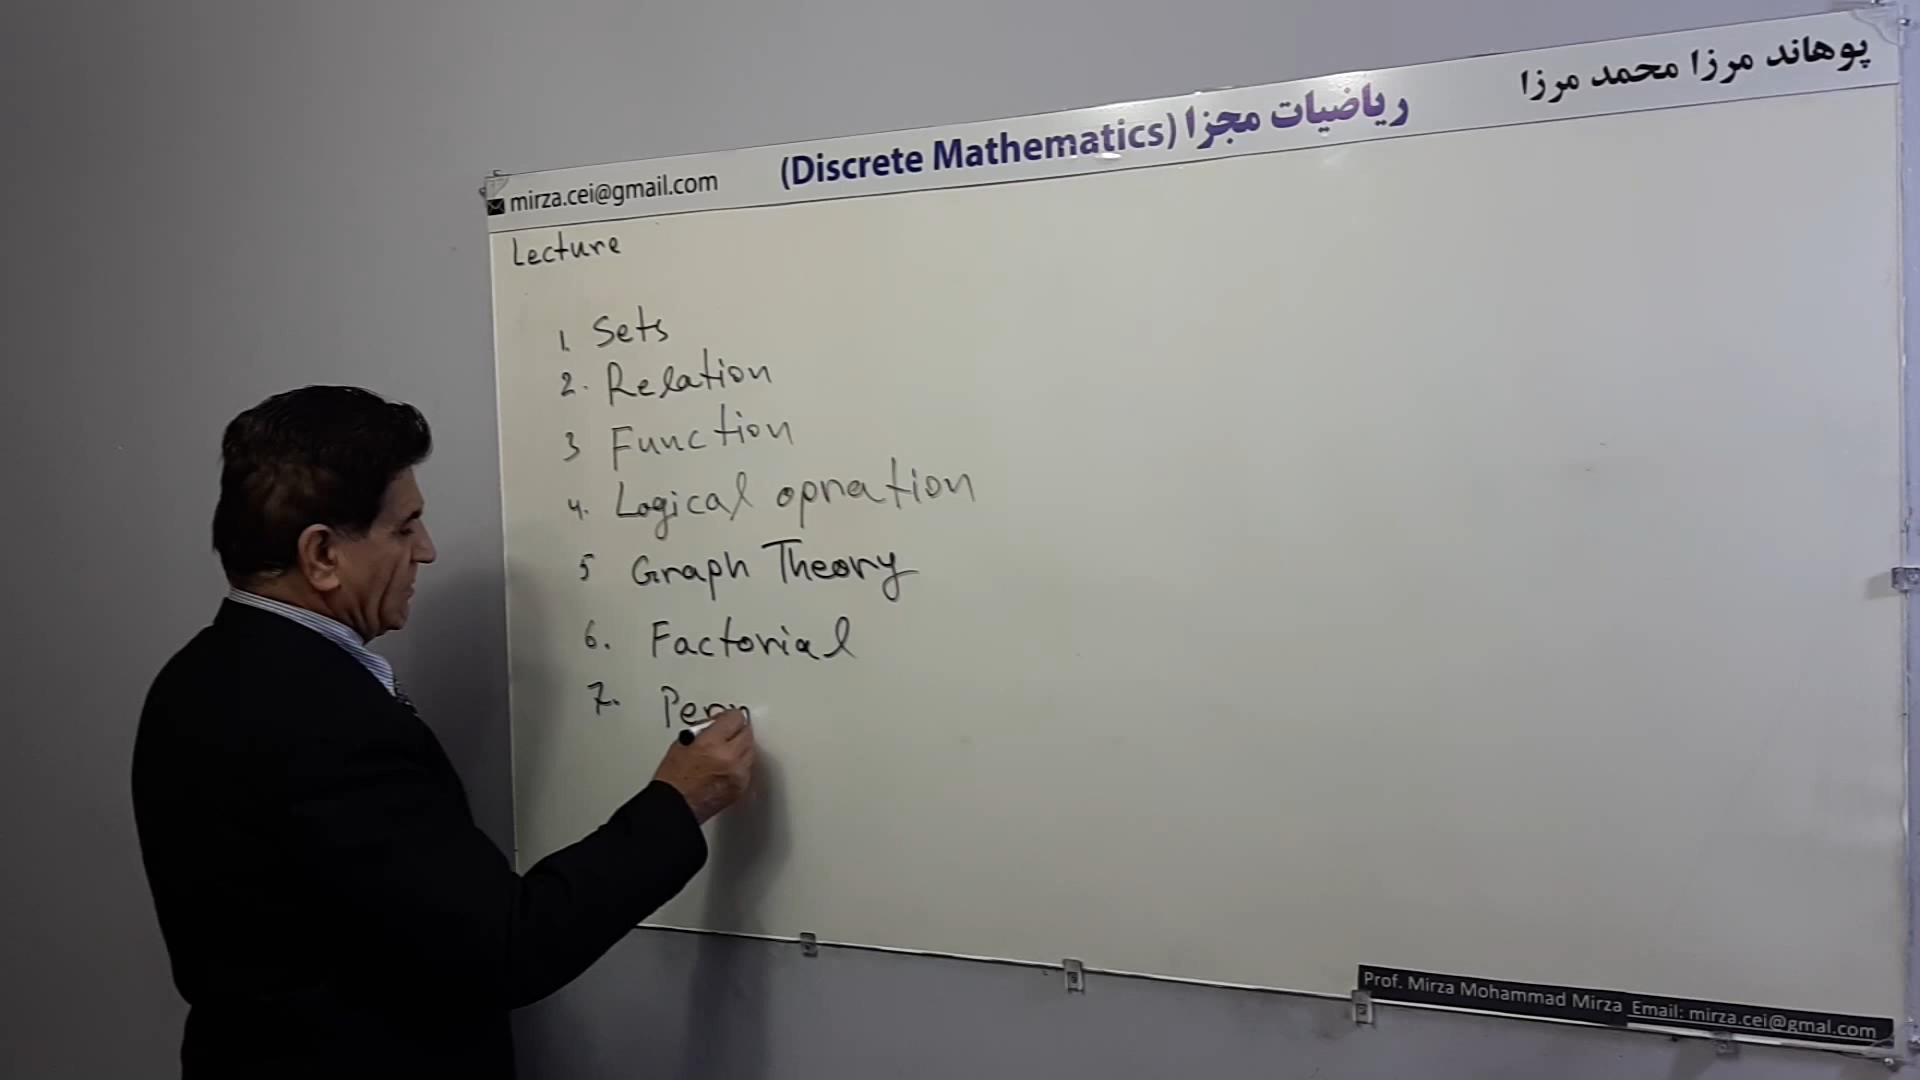 پوهاند مرزا محمد مرزا
ریاضیات مجزا (Discrete Mathematics)
mirza.cei@gmail.com
Lecture
1. Sets
2. Relation
3 Function
4. Logical opration
5 Graph Theory
6. Factorial
7.
Prof. Mirza Mohammad Mirza Email: mirza.cei@gmal.com